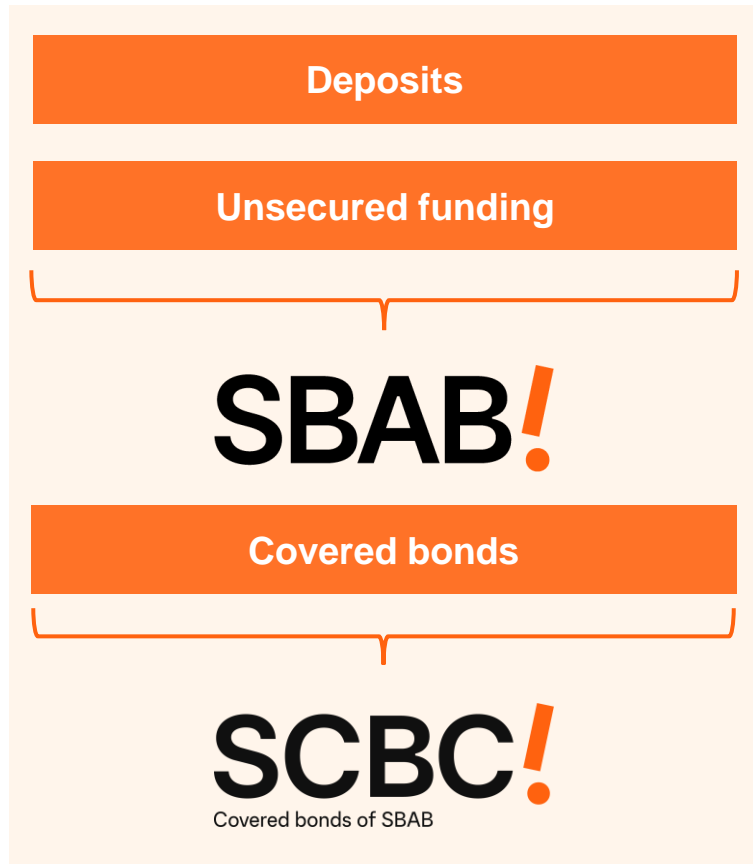 Deposits
Unsecured funding
SBAB!
Covered bonds
SCBC!
Covered bonds of SBAB